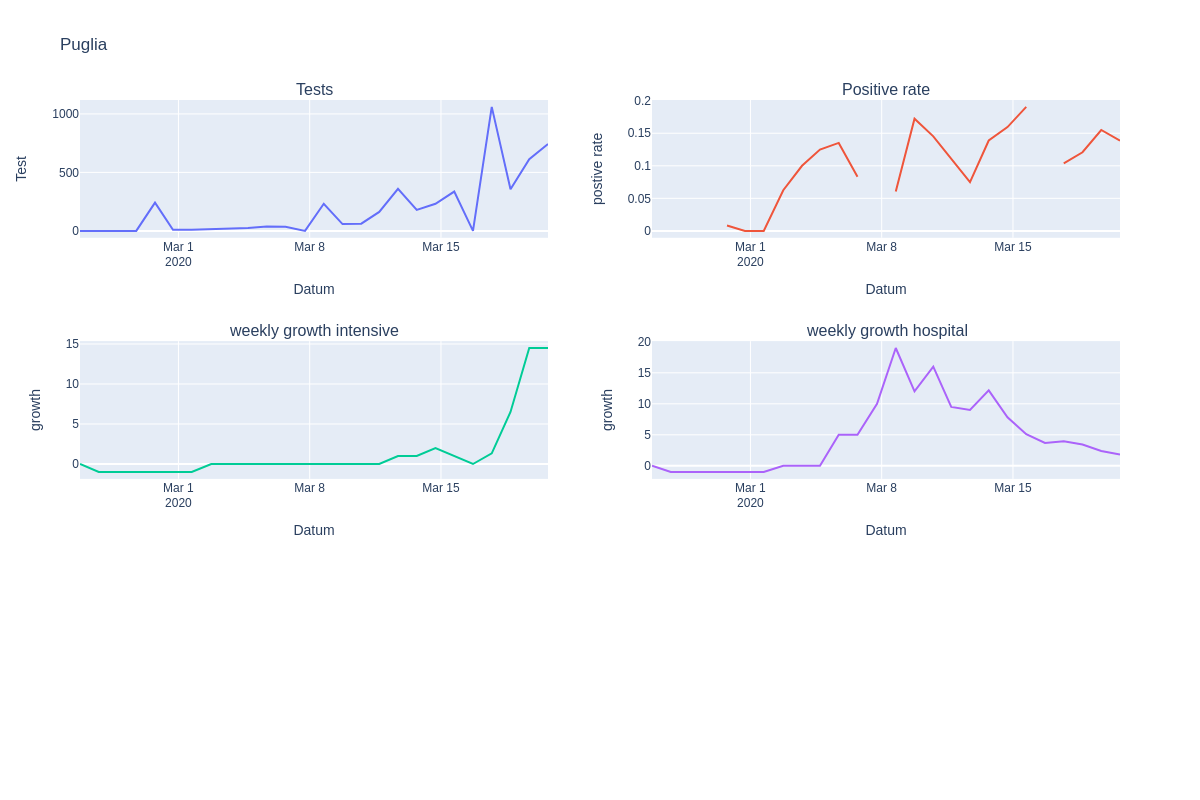 Puglia
Tests
1000
500
0
Test
Mar 1
2020
Mar 8
Mar 15
Datum
Positive rate
0.2
0.15
0.1
0.05
0
postive rate
Mar 1
2020
Mar 8
Mar 15
Datum
weekly growth intensive
15
10
5
0
growth
Mar 1
2020
Mar 8
Mar 15
Datum
weekly growth hospital
20
15
10
5
0
growth
Mar 1
2020
Mar 8
Mar 15
Datum